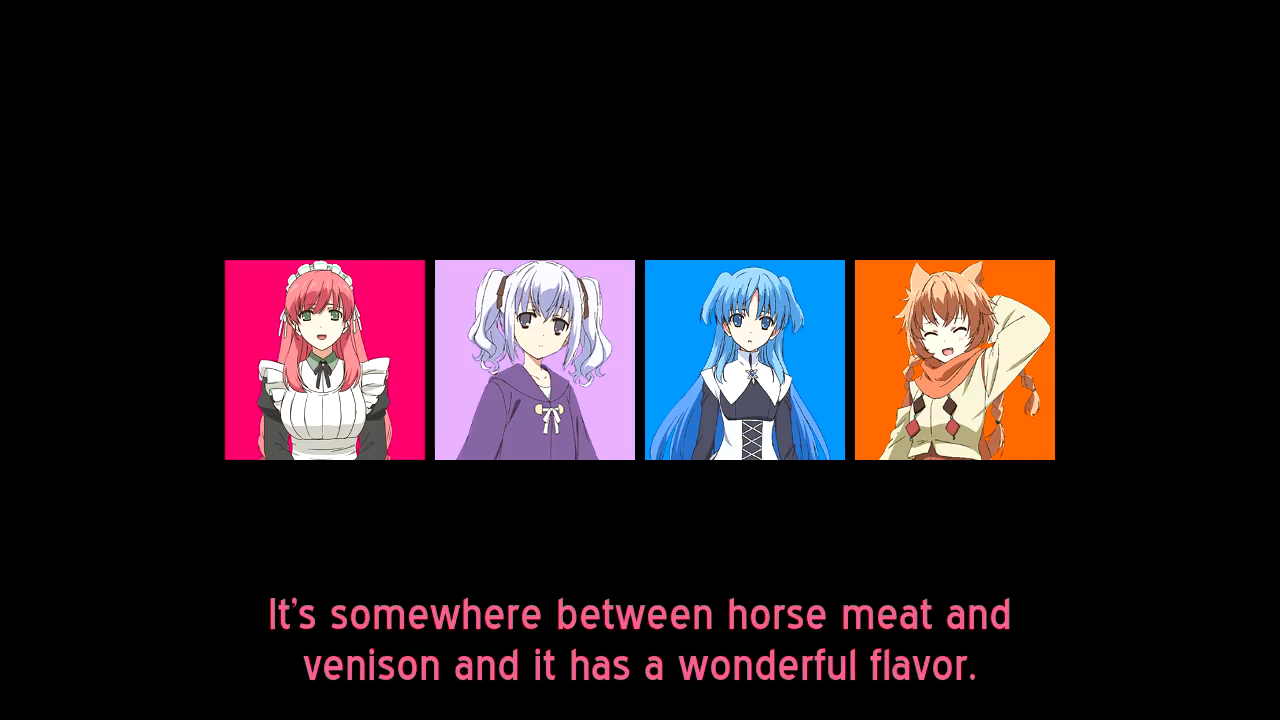 It's somewhere between horse meat and
venison and it has a wonderful flavor.